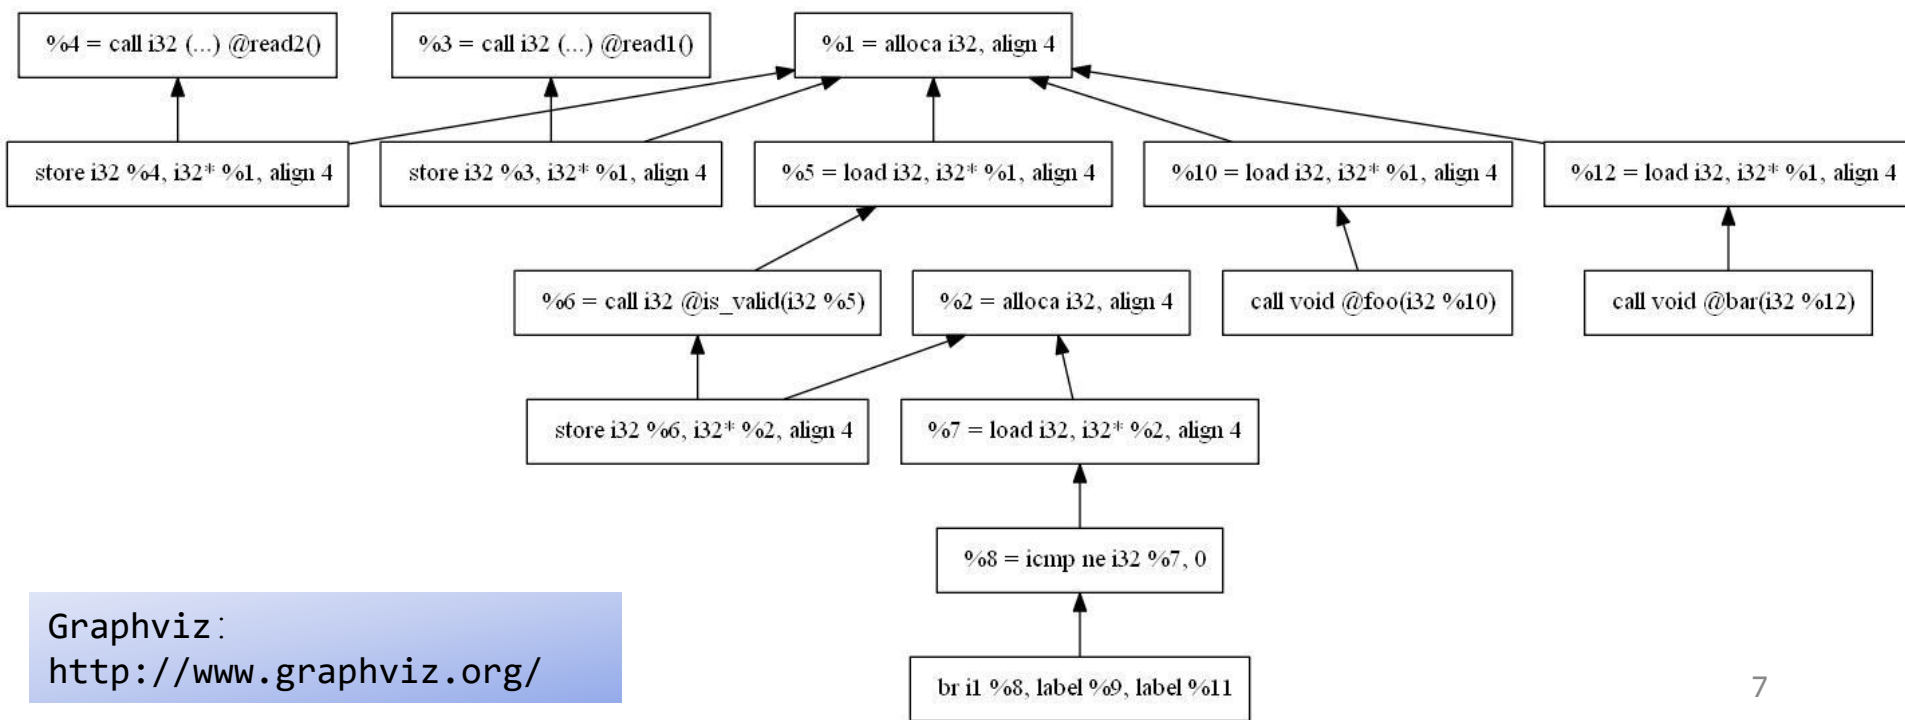 %4 = call i32 (...) @read2()
%3 = call i32 (...) @read1()
%1 = alloca i32, align 4
store i32 %4, i32* %1, align 4
store i32 %3, i32* %1, align 4
%5 = load i32, i32* %1, align 4
%10 = load i32, i32* %1, align 4
%12 = load i32, i32* %1, align 4
%6 = call i32 @is_valid(i32 %5)
%2 = alloca i32, align 4
call void @foo(i32 %10)
call void @bar(i32 %12)
store i32 %6, i32* %2, align 4
%7 = load i32, i32* %2, align 4
%8 = icmp ne i32 %7, 0
br i1 %8, label %9, label %11
Graphviz:
http://www.graphviz.org/
7